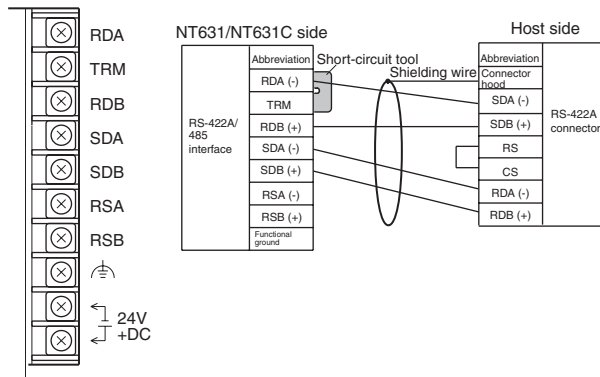 RDA
TRM
RDB
SDA
SDB
RSA
RSB
24V
+DC
NT631/NT631C side
Abbreviation
RDA (-)
TRM
RDB (+)
SDA (-)
SDB (+)
RSA (-)
RSB (+)
Functional
ground
RS-422A/
485
interface
Short-circuit tool
Shielding wire
Host side
Abbreviation
Connector
hood
SDA (-)
SDB (+)
RS
CS
RDA (-)
RDB (+)
RS-422A
connector